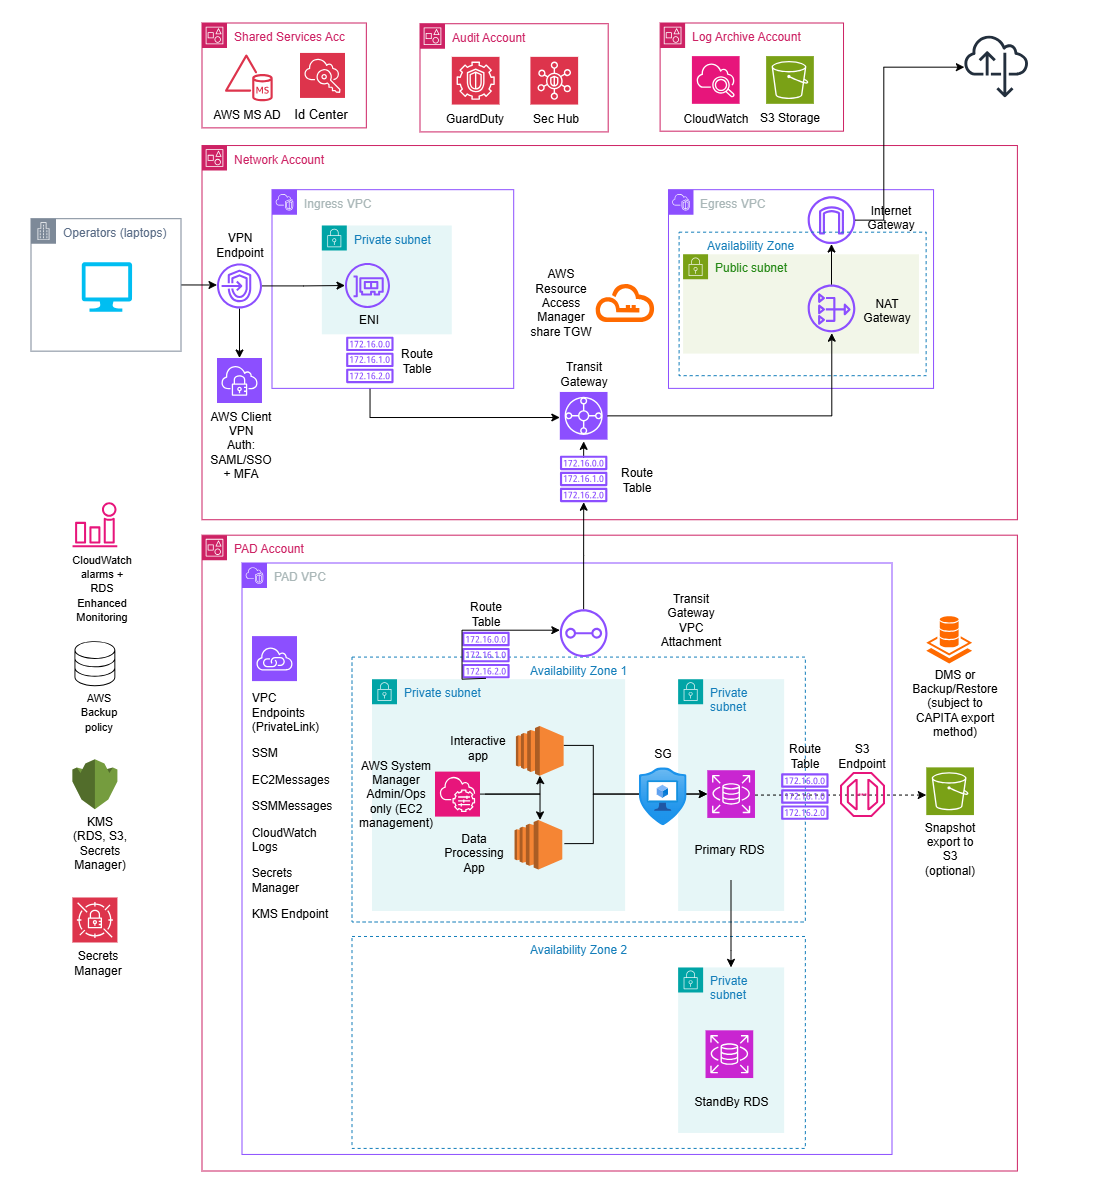 Shared Services Acc
MS
AWS MS AD
Id Center
Audit Account
GuardDuty
Sec Hub
Log Archive Account
CloudWatch
S3 Storage
Network Account
Operators (laptops)
VPN
Endpoint
AWS Client
VPN
Auth:
SAML/SSO
+ MFA
Ingress VPC
Private subnet
ENI
172.16.0.0
172.16.1.0
172.16.2.0
Route
Table
AWS
Resource
Access
Manager
share TGW
Transit
Gateway
172.16.0.0
172.16.1.0
172.16.2.0
Route
Table
Egress VPC
Internet
Gateway
Availability Zone
Public subnet
NAT
Gateway
CloudWatch
alarms +
RDS
Enhanced
Monitoring
AWS
Backup
policy
KMS
(RDS, S3,
Secrets
Manager)
Secrets
Manager
PAD Account
PAD VPC
VPC
Endpoints
(PrivateLink)
SSM
EC2Messages
SSMMessages
CloudWatch
Logs
Secrets
Manager
KMS Endpoint
Route
Table
172.16.0.0
172.16.1.0
172.16.2.0
Transit
Gateway
VPC
Attachment
Availability Zone 1
Private subnet
Interactive
app
AWS System
Manager
Admin/Ops
only (EC2
management)
Data
Processing
App
SG
Private
subnet
Primary RDS
Route
Table
172.16.0.0
172.16.1.0
172.16.2.0
S3
Endpoint
DMS or
Backup/Restore
(subject to
CAPITA export
method)
Snapshot
export to
S3
(optional)
Availability Zone 2
Private
subnet
StandBy RDS